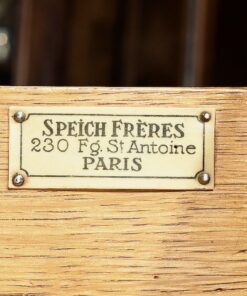 SPEICH FRÈRES
230 Fg. St Antoine
PARIS